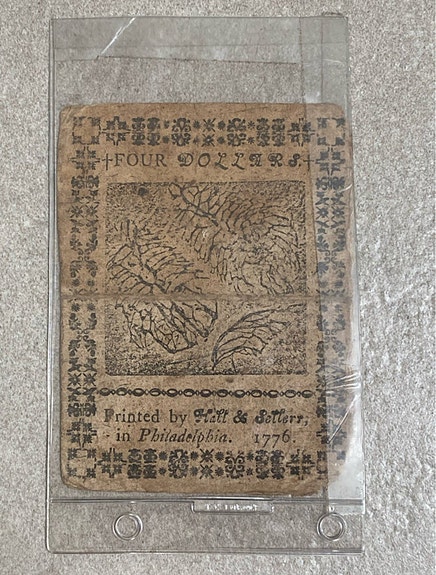 FOUR DOLLARS
Printed by Hall & Sellers,
in Philadelphia. 1776.